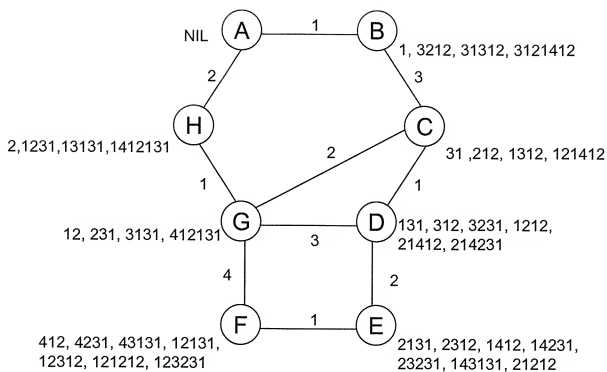 A
1
B
NIL
1, 3212, 31312, 3121412
2
3
H
2
C
2,1231,13131,1412131
31 ,212, 1312, 121412
1
1
G
3
D
12, 231, 3131, 412131
131, 312, 3231, 1212,
21412, 214231
4
2
F
1
E
412, 4231, 43131, 12131,
12312, 121212, 123231
2131, 2312, 1412, 14231,
23231, 143131, 21212